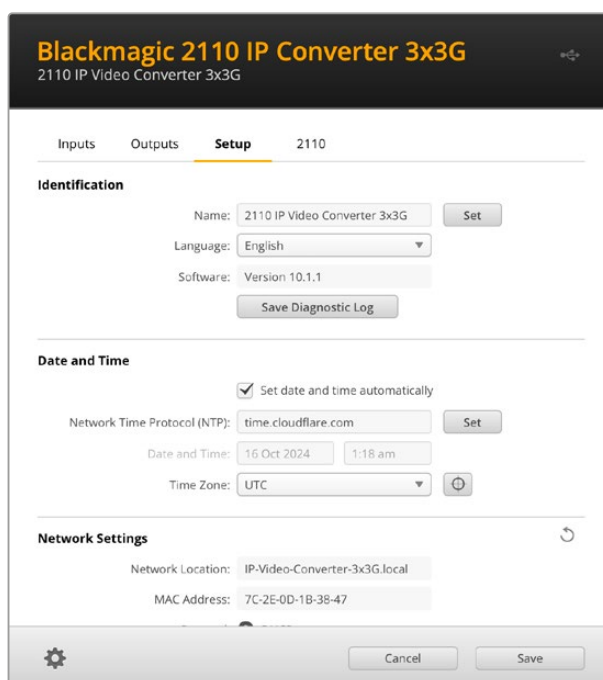 Blackmagic 2110 IP Converter 3x3G
2110 IP Video Converter 3x3G
Inputs Outputs Setup 2110
Identification
Name: 2110 IP Video Converter 3x3G Set
Language: English
Software: Version 10.1.1
Save Diagnostic Log
Date and Time
Set date and time automatically
Network Time Protocol (NTP): time.cloudflare.com Set
Date and Time: 16 Oct 2024 1:18 am
Time Zone: UTC
Network Settings
Network Location: IP-Video-Converter-3x3G.local
MAC Address: 7C-2E-0D-1B-38-47
Cancel Save